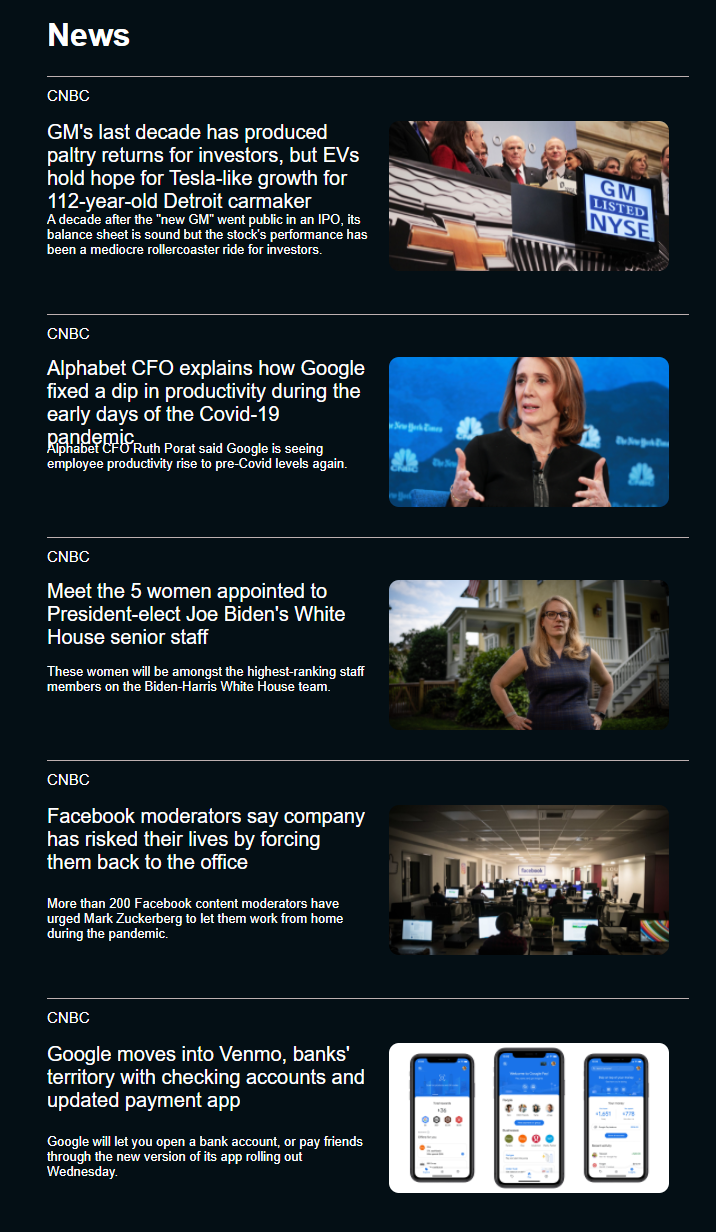 News
CNBC
GM's last decade has produced
paltry returns for investors, but EVs
hold hope for Tesla-like growth for
112-year-old Detroit carmaker
A decade after the "new GM" went public in an IPO, its
balance sheet is sound but the stock's performance has
been a mediocre rollercoaster ride for investors.
GM
LISTED
NYSE
CNBC
Alphabet CFO explains how Google
fixed a dip in productivity during the
early days of the Covid-19
pandemic
Alphabet CFO Ruth Porat said Google is seeing
employee productivity rise to pre-Covid levels again.
The New York Times
CNBC
CNBC
Meet the 5 women appointed to
President-elect Joe Biden's White
House senior staff
These women will be amongst the highest-ranking staff
members on the Biden-Harris White House team.
CNBC
Facebook moderators say company
has risked their lives by forcing
them back to the office
More than 200 Facebook content moderators have
urged Mark Zuckerberg to let them work from home
during the pandemic.
facebook
CNBC
Google moves into Venmo, banks'
territory with checking accounts and
updated payment app
Google will let you open a bank account, or pay friends
through the new version of its app rolling out
Wednesday.